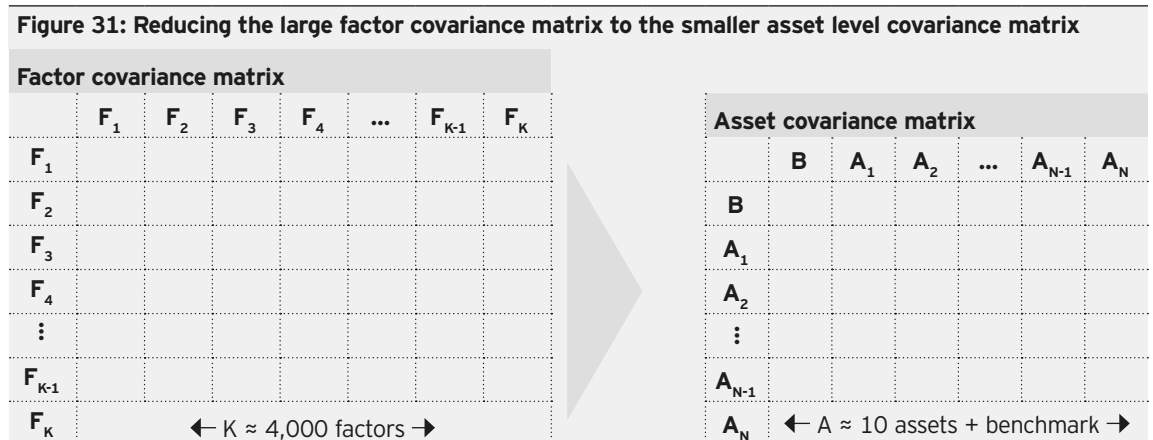 Figure 31: Reducing the large factor covariance matrix to the smaller asset level covariance matrix
Factor covariance matrix
F1 F2 F3 F4 ... FK-1 FK
F1
F2
F3
F4
⋮
FK-1
FK ← K ≈ 4,000 factors →
Asset covariance matrix
B A1 A2 ... AN-1 AN
B
A1
A2
⋮
AN-1
AN ← A ≈ 10 assets + benchmark →